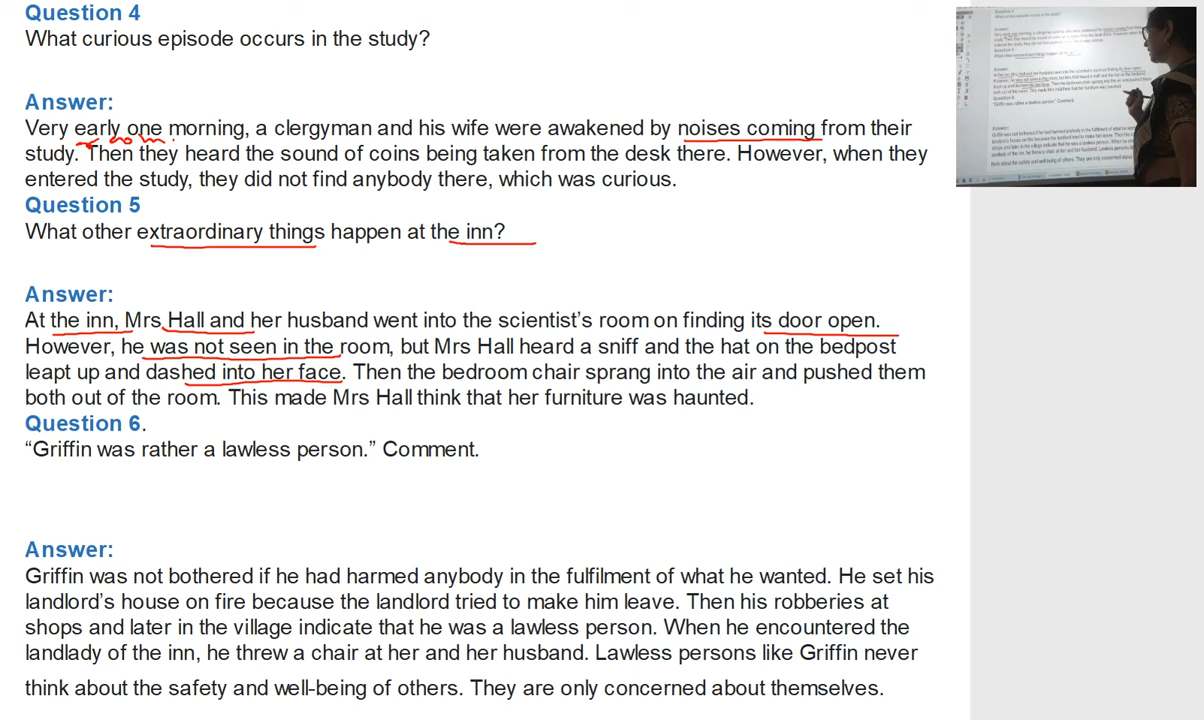 Question 4
What curious episode occurs in the study?
Answer:
Very early one morning, a clergyman and his wife were awakened by noises coming from their
study. Then they heard the sound of coins being taken from the desk there. However, when they
entered the study, they did not find anybody there, which was curious.
Question 5
What other extraordinary things happen at the inn?
Answer:
At the inn, Mrs Hall and her husband went into the scientist’s room on finding its door open.
However, he was not seen in the room, but Mrs Hall heard a sniff and the hat on the bedpost
leapt up and dashed into her face. Then the bedroom chair sprang into the air and pushed them
both out of the room. This made Mrs Hall think that her furniture was haunted.
Question 6.
“Griffin was rather a lawless person.” Comment.
Answer:
Griffin was not bothered if he had harmed anybody in the fulfilment of what he wanted. He set his
landlord’s house on fire because the landlord tried to make him leave. Then his robberies at
shops and later in the village indicate that he was a lawless person. When he encountered the
landlady of the inn, he threw a chair at her and her husband. Lawless persons like Griffin never
think about the safety and well-being of others. They are only concerned about themselves.